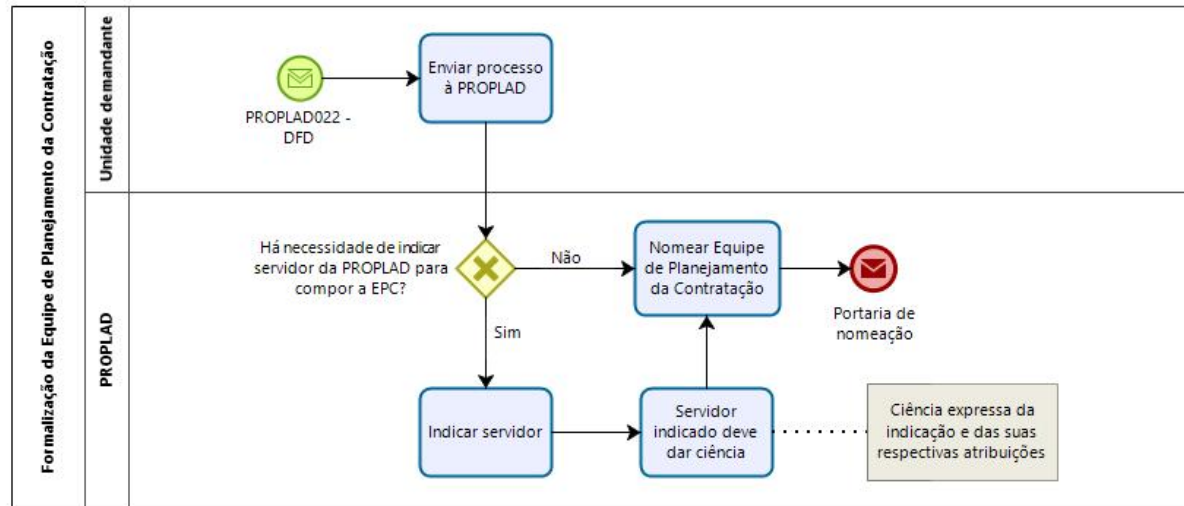 Formalização da Equipe de Planejamento da Contratação
Unidade demandante
PROPLAD022 -
DFD
Enviar processo
à PROPLAD
PROPLAD
Há necessidade de indicar
servidor da PROPLAD para
compor a EPC?
Não
Nomear Equipe
de Planejamento
da Contratação
Portaria de
nomeação
Sim
Indicar servidor
Servidor
indicado deve
dar ciência
Ciência expressa da
indicação e das suas
respectivas atribuições